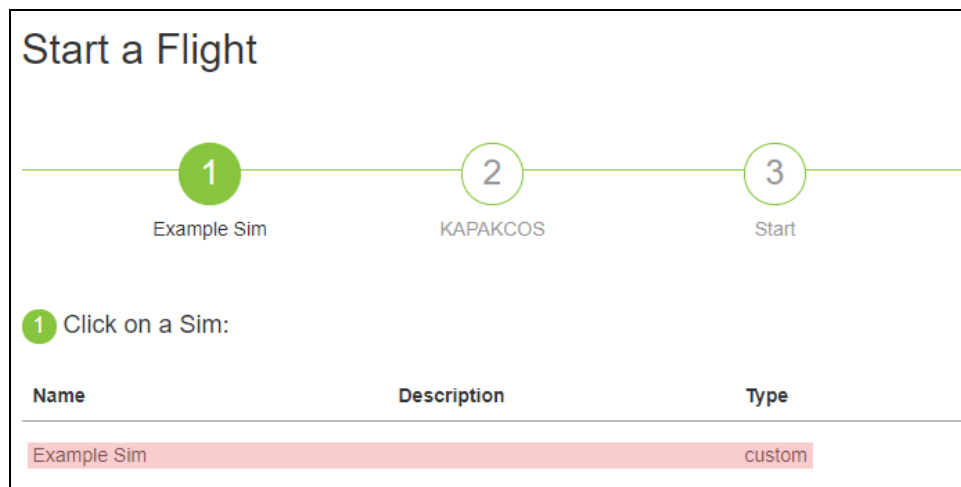 Start a Flight
1 2 3
Example Sim KAPAKCOS Start
1 Click on a Sim:
Name Description Type
Example Sim custom